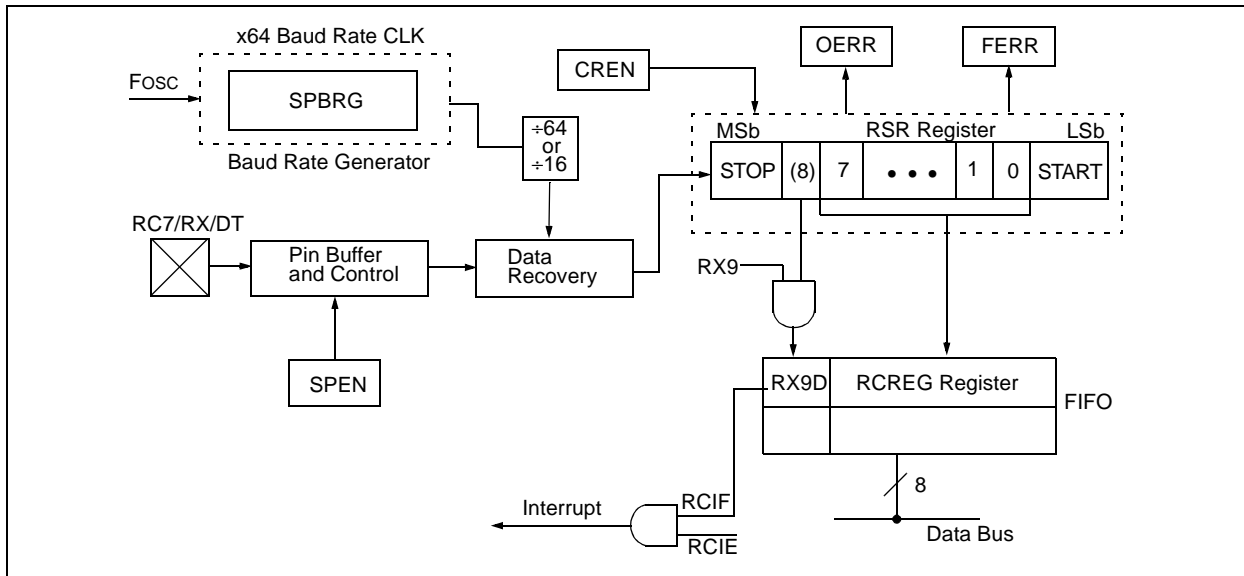 x64 Baud Rate CLK
FOSC
SPBRG
Baud Rate Generator
÷64
or
÷16
CREN
OERR
FERR
MSb
RSR Register
LSb
STOP
(8)
7
• • •
1
0
START
RC7/RX/DT
Pin Buffer
and Control
Data
Recovery
SPEN
RX9
RX9D
RCREG Register
FIFO
8
Data Bus
Interrupt
RCIF
RCIE